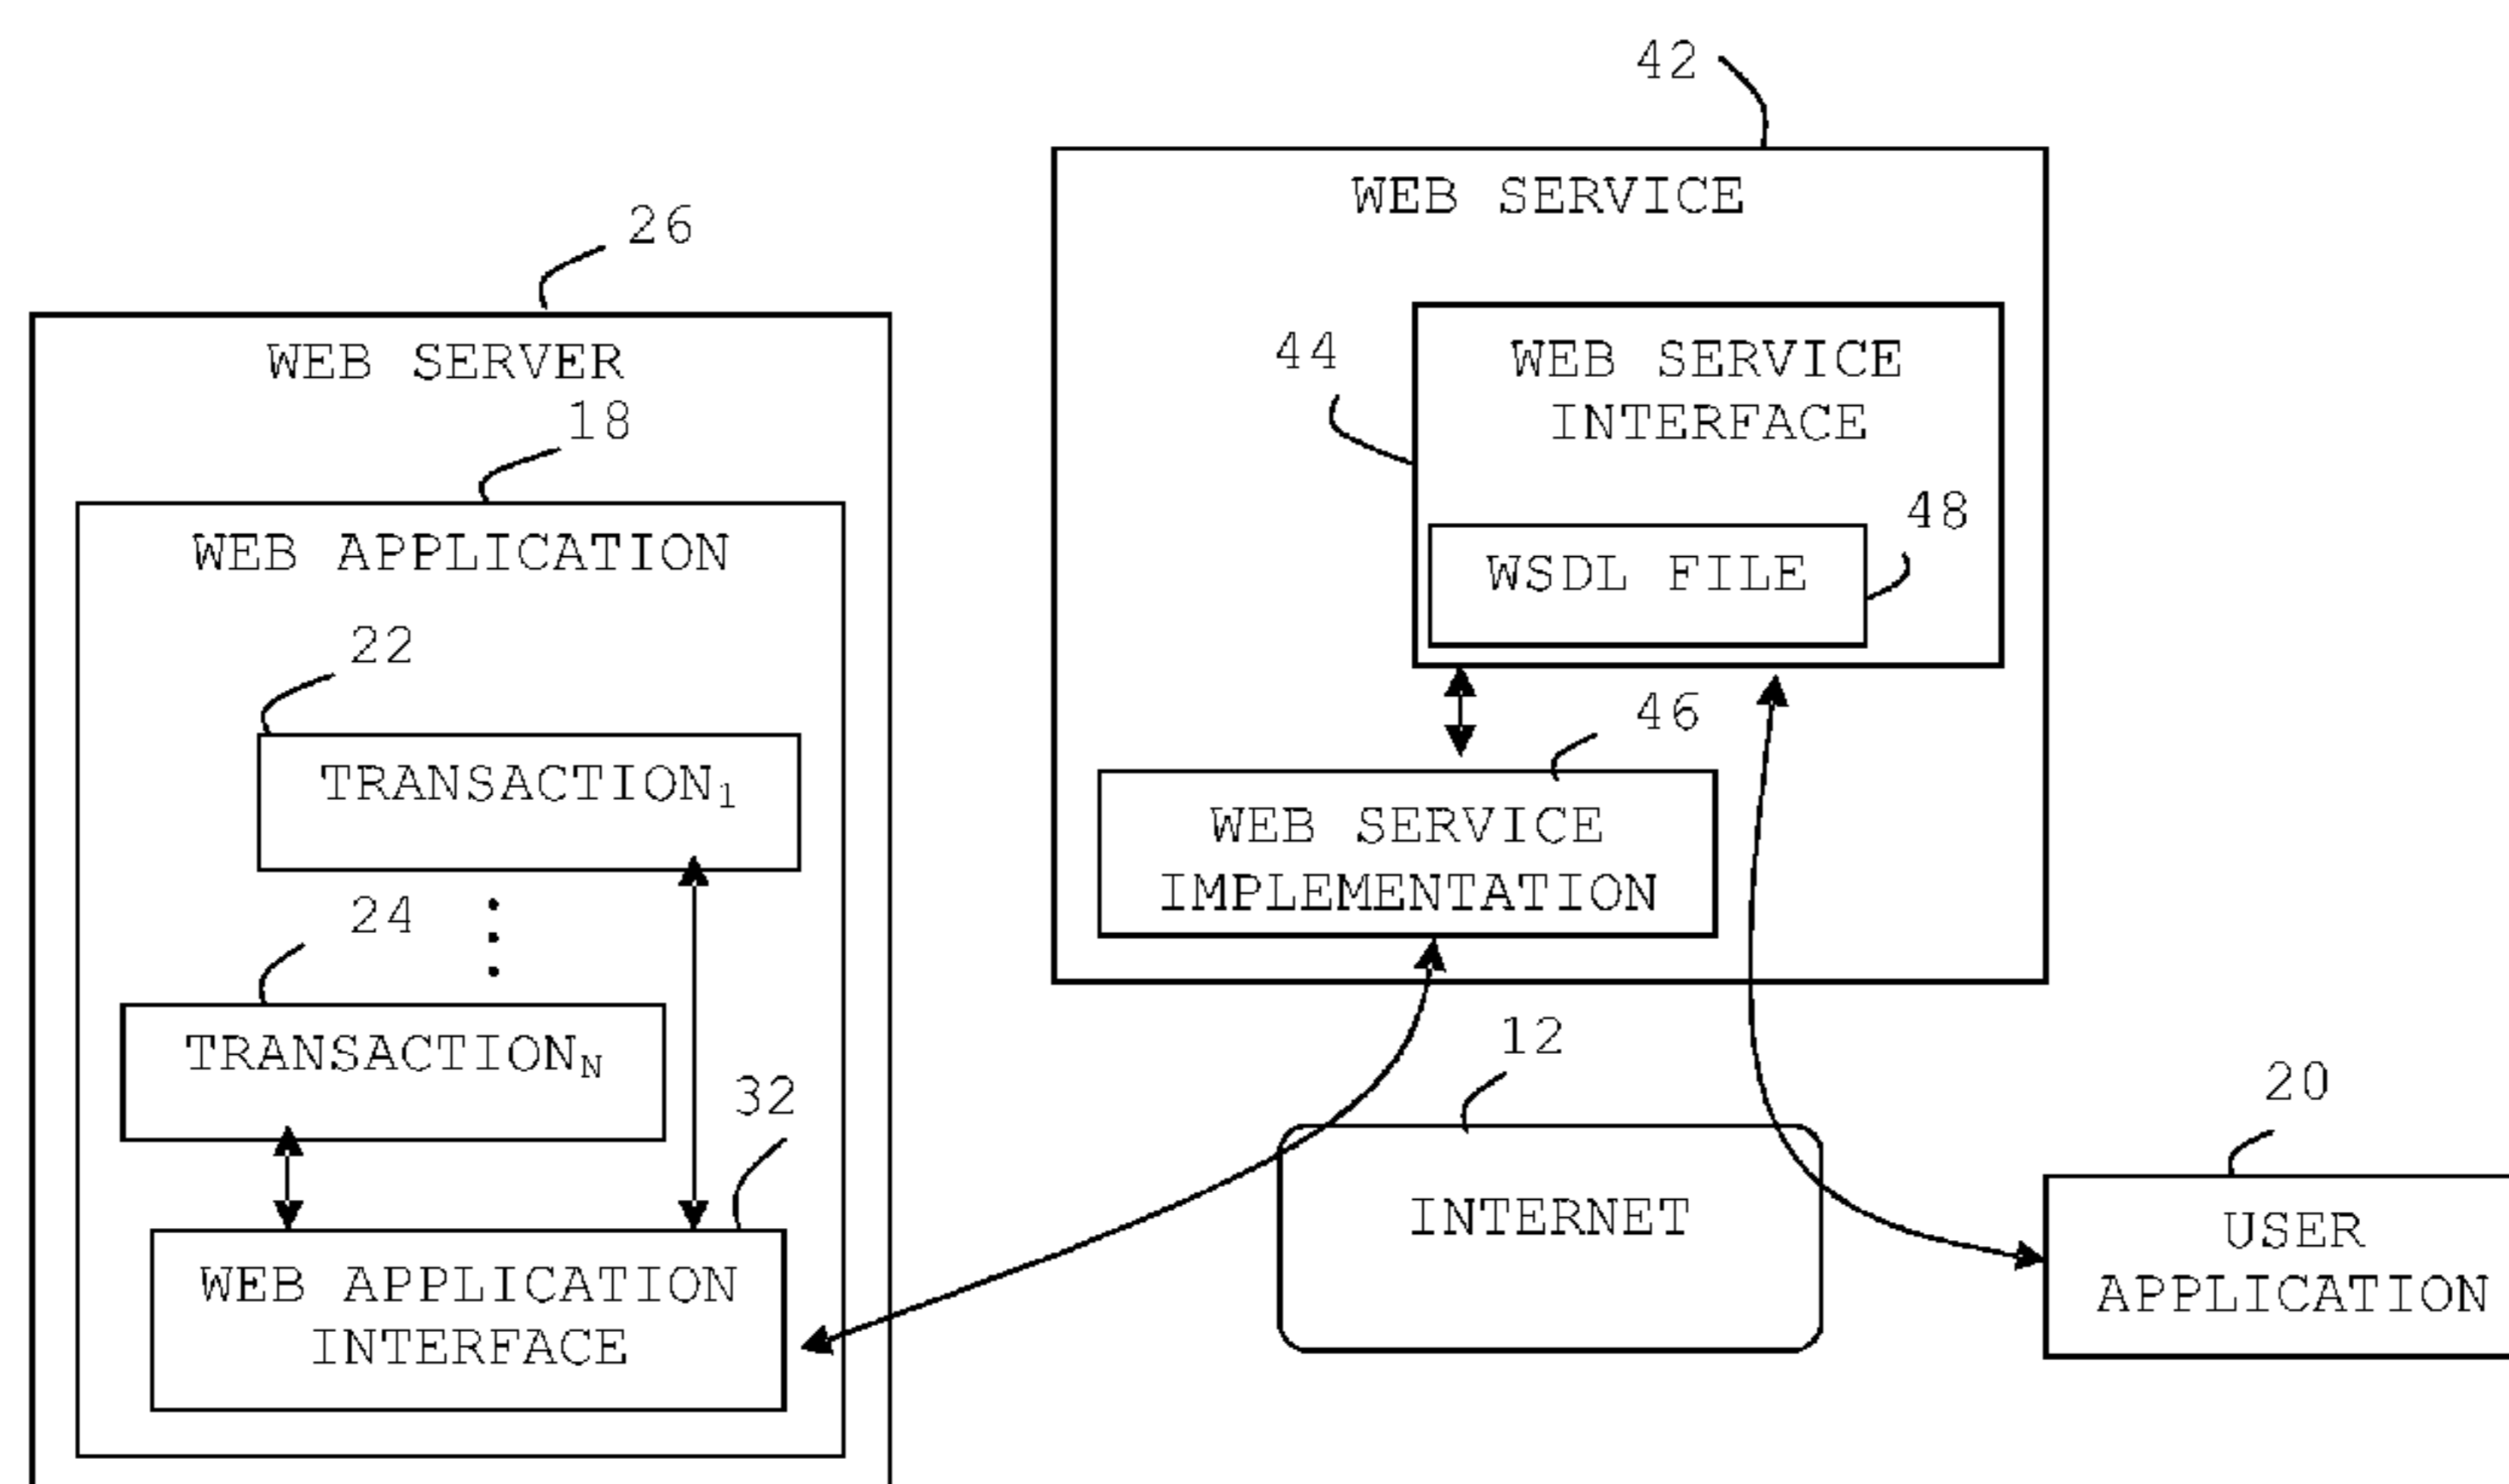 42
WEB SERVICE
26
44
WEB SERVICE
INTERFACE
WEB SERVER
18
48
WSDL FILE
WEB APPLICATION
22
46
TRANSACTION₁
WEB SERVICE
IMPLEMENTATION
24
12
TRANSACTIONN
32
20
INTERNET
USER
APPLICATION
WEB APPLICATION
INTERFACE